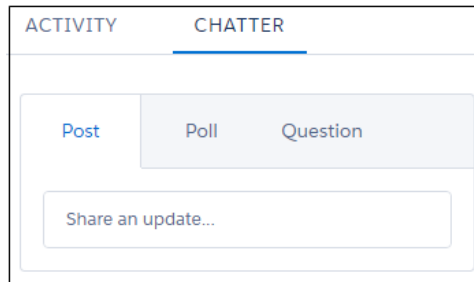 ACTIVITY CHATTER
Post Poll Question
Share an update...